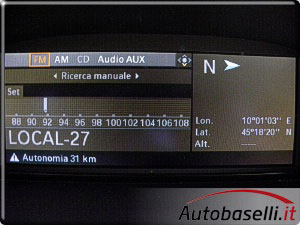 FM AM CD Audio AUX
Ricerca manuale
Set
88 90 92 94 96 98 100 102 104 106 108
LOCAL-27
Autonomia 31 km
N
Lon. 10°01'03" E
Lat. 45°18'20" N
Alt. -----
Autobaselli.it